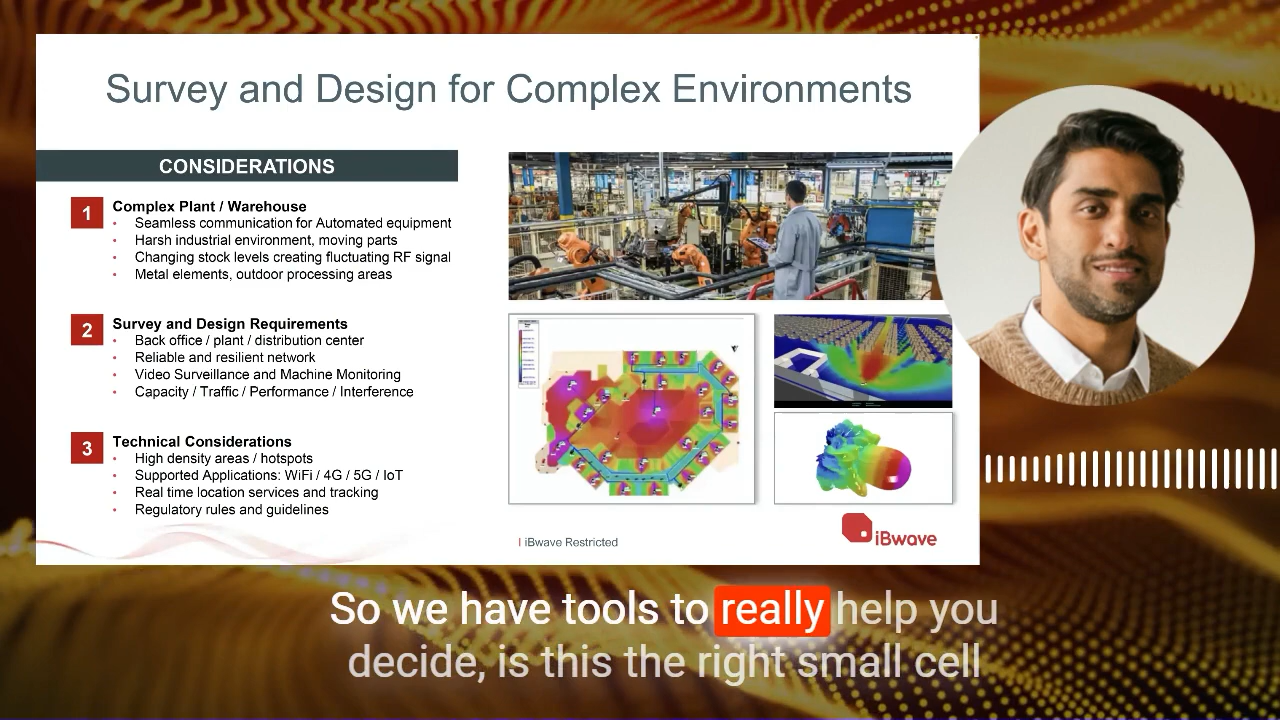 Survey and Design for Complex Environments
CONSIDERATIONS
1
Complex Plant / Warehouse
• Seamless communication for Automated equipment
• Harsh industrial environment, moving parts
• Changing stock levels creating fluctuating RF signal
• Metal elements, outdoor processing areas
2
Survey and Design Requirements
• Back office / plant / distribution center
• Reliable and resilient network
• Video Surveillance and Machine Monitoring
• Capacity / Traffic / Performance / Interference
3
Technical Considerations
• High density areas / hotspots
• Supported Applications: WiFi / 4G / 5G / IoT
• Real time location services and tracking
• Regulatory rules and guidelines
| iBwave Restricted
iBwave
So we have tools to really help you
decide, is this the right small cell